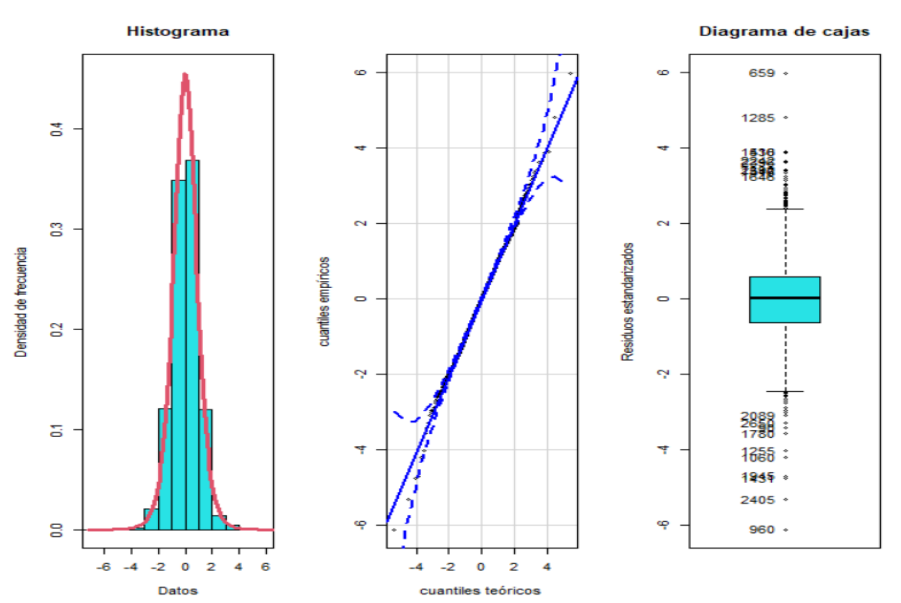 Histograma
Densidad de frecuencia
0.0
0.1
0.2
0.3
0.4
-6 -4 -2 0 2 4 6
Datos
cuantiles empíricos
6
4
2
0
-2
-4
-6
-4 -2 0 2 4
cuantiles teóricos
Diagrama de cajas
Residuos estandarizados
6
4
2
0
-2
-4
-6
659
1285
2089
1780
1060
2405
960